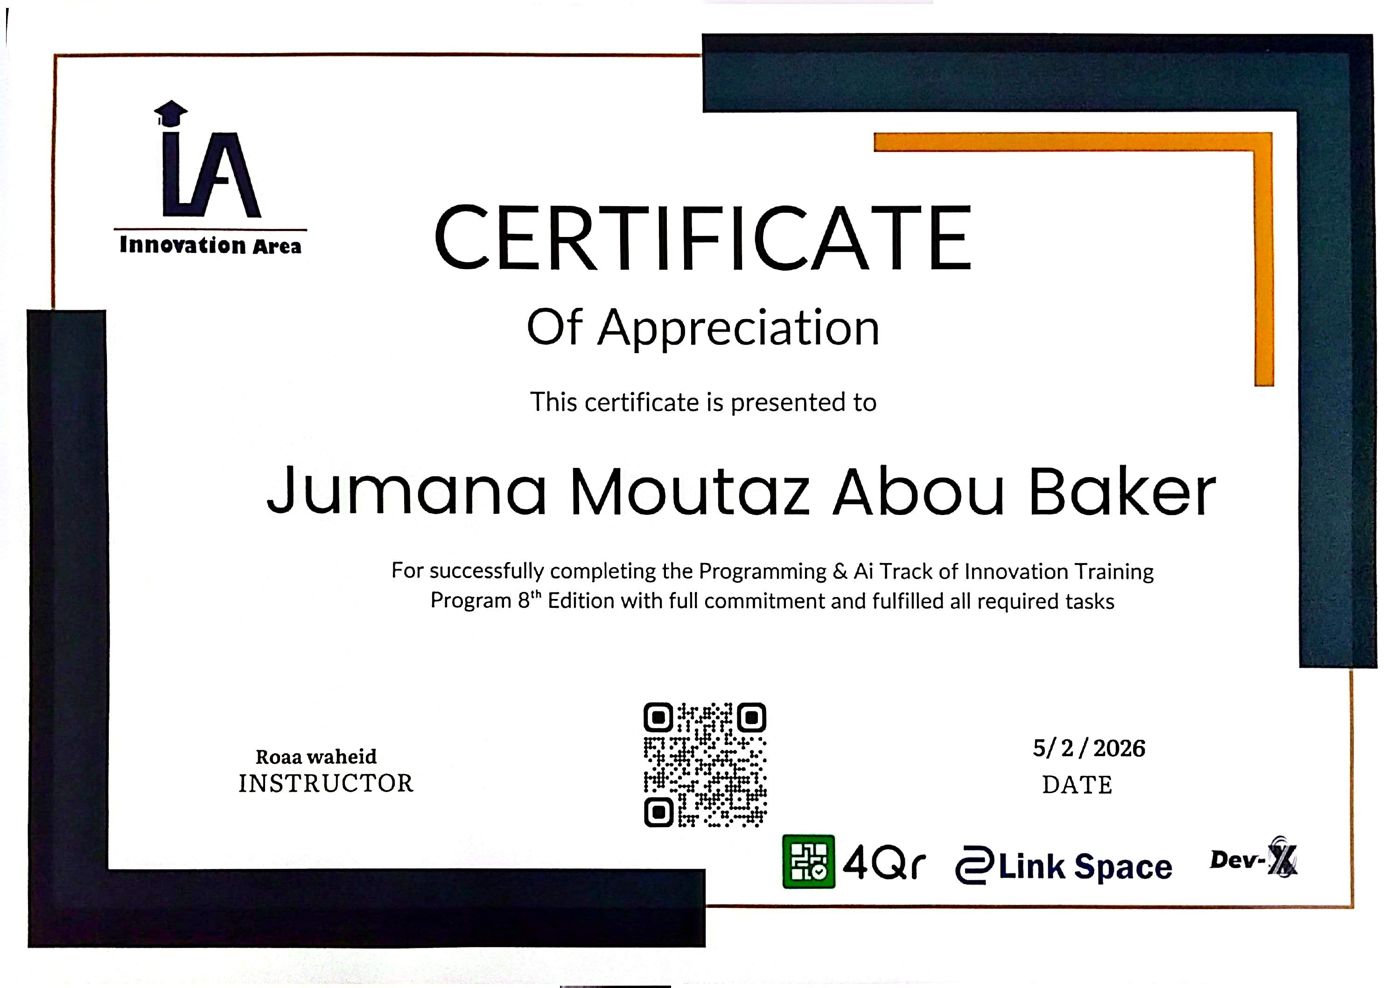 iA
Innovation Area
CERTIFICATE
Of Appreciation
This certificate is presented to
Jumana Moutaz Abou Baker
For successfully completing the Programming & Ai Track of Innovation Training
Program 8th Edition with full commitment and fulfilled all required tasks
Roaa waheid
INSTRUCTOR
5/ 2 / 2026
DATE
4Qr
Link Space
Dev-X